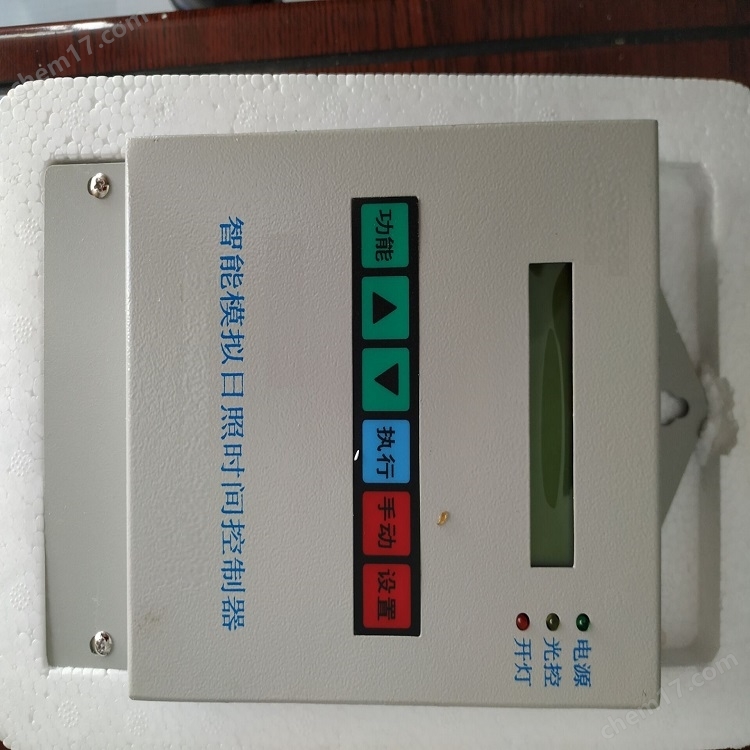 电源
光控
开灯
功能 ▲ ▼ 执行 手动 设置
智能模拟日照时间控制器
chem17.com
chem17.com